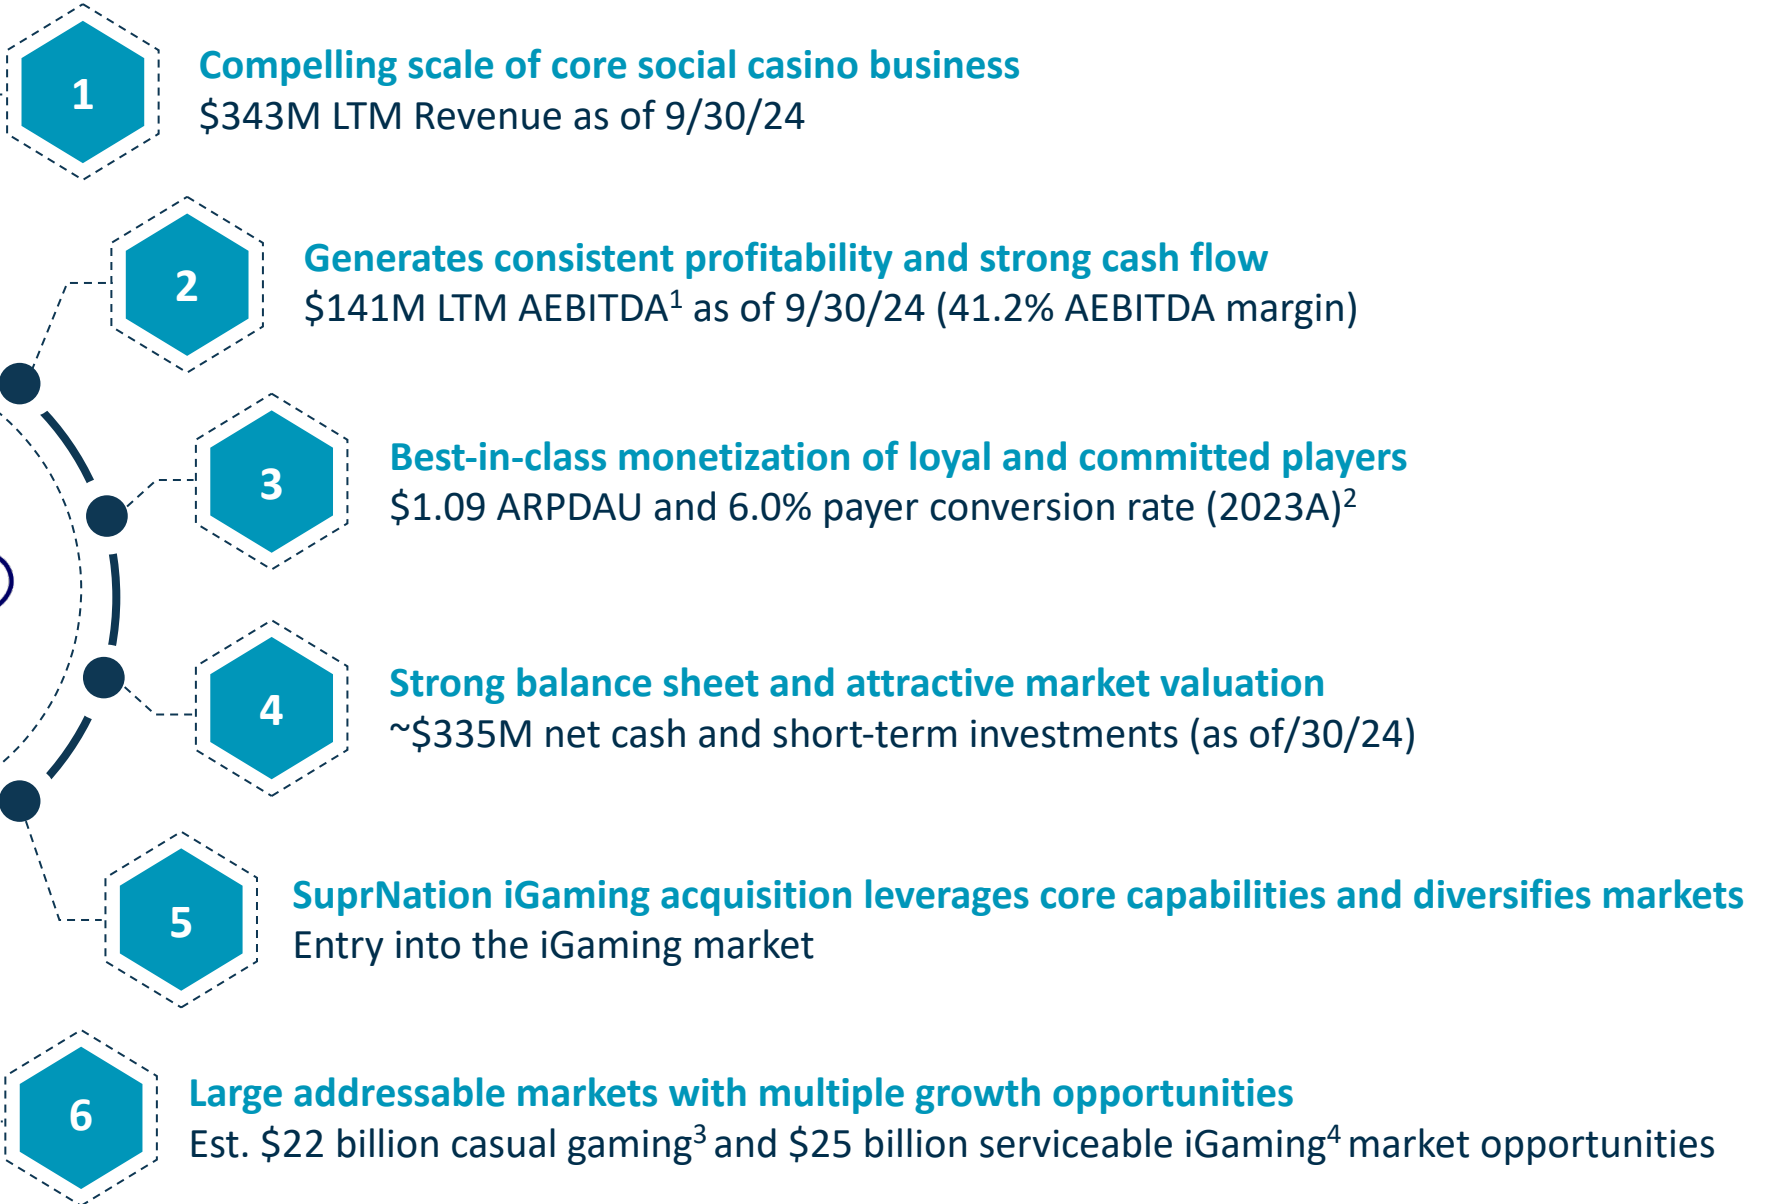 1
Compelling scale of core social casino business
$343M LTM Revenue as of 9/30/24
2
Generates consistent profitability and strong cash flow
$141M LTM AEBITDA¹ as of 9/30/24 (41.2% AEBITDA margin)
3
Best-in-class monetization of loyal and committed players
$1.09 ARPDAU and 6.0% payer conversion rate (2023A)²
4
Strong balance sheet and attractive market valuation
~$335M net cash and short-term investments (as of/30/24)
5
SuprNation iGaming acquisition leverages core capabilities and diversifies markets
Entry into the iGaming market
6
Large addressable markets with multiple growth opportunities
Est. $22 billion casual gaming³ and $25 billion serviceable iGaming⁴ market opportunities